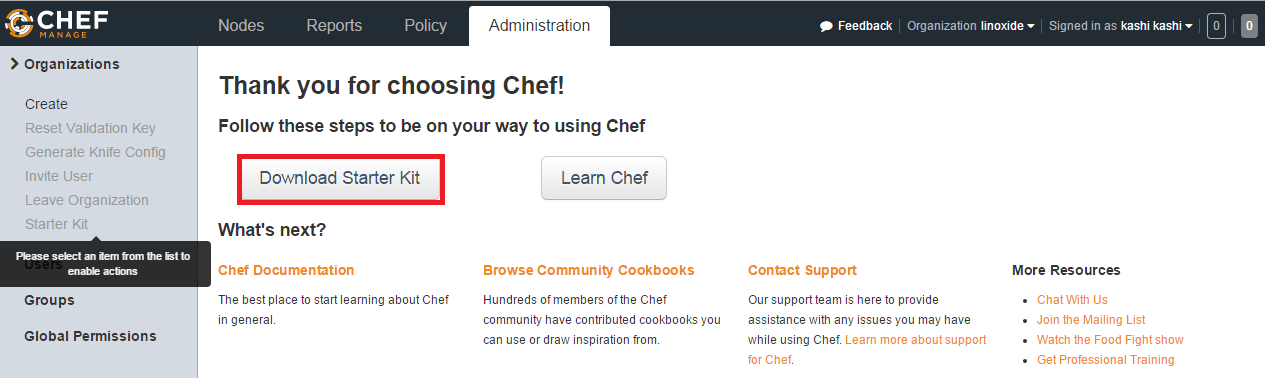 CHEF
MANAGE
Nodes
Reports
Policy
Administration
Feedback
Organization linoxide
Signed in as kashi kashi
0
0
Organizations
Create
Reset Validation Key
Generate Knife Config
Invite User
Leave Organization
Starter Kit
Please select an item from the list to
enable actions
Users
Groups
Global Permissions
Thank you for choosing Chef!
Follow these steps to be on your way to using Chef
Download Starter Kit
Learn Chef
What's next?
Chef Documentation
The best place to start learning about Chef
in general.
Browse Community Cookbooks
Hundreds of members of the Chef
community have contributed cookbooks you
can use or draw inspiration from.
Contact Support
Our support team is here to provide
assistance with any issues you may have
while using Chef. Learn more about support
for Chef.
More Resources
Chat With Us
Join the Mailing List
Watch the Food Fight show
Get Professional Training